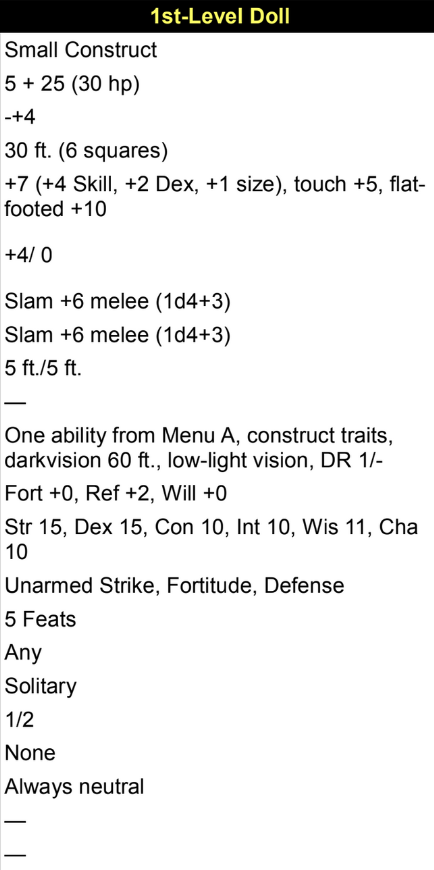 1st-Level Doll
Small Construct
5 + 25 (30 hp)
-+4
30 ft. (6 squares)
+7 (+4 Skill, +2 Dex, +1 size), touch +5, flat-
footed +10
+4/ 0
Slam +6 melee (1d4+3)
Slam +6 melee (1d4+3)
5 ft./5 ft.
—
One ability from Menu A, construct traits,
darkvision 60 ft., low-light vision, DR 1/-
Fort +0, Ref +2, Will +0
Str 15, Dex 15, Con 10, Int 10, Wis 11, Cha
10
Unarmed Strike, Fortitude, Defense
5 Feats
Any
Solitary
1/2
None
Always neutral
—
—